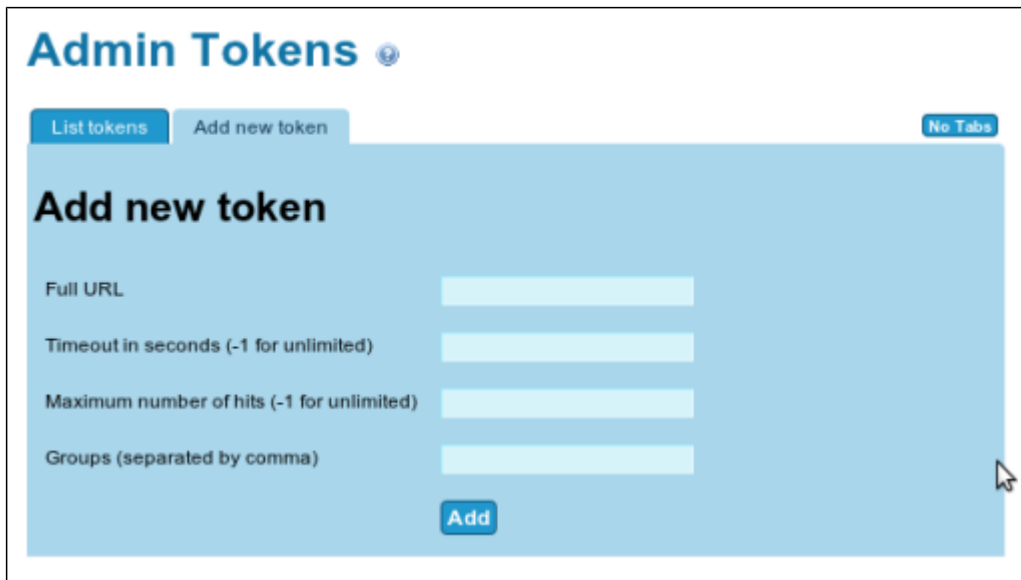 Admin Tokens
List tokens Add new token No Tabs
Add new token
Full URL
Timeout in seconds (-1 for unlimited)
Maximum number of hits (-1 for unlimited)
Groups (separated by comma)
Add